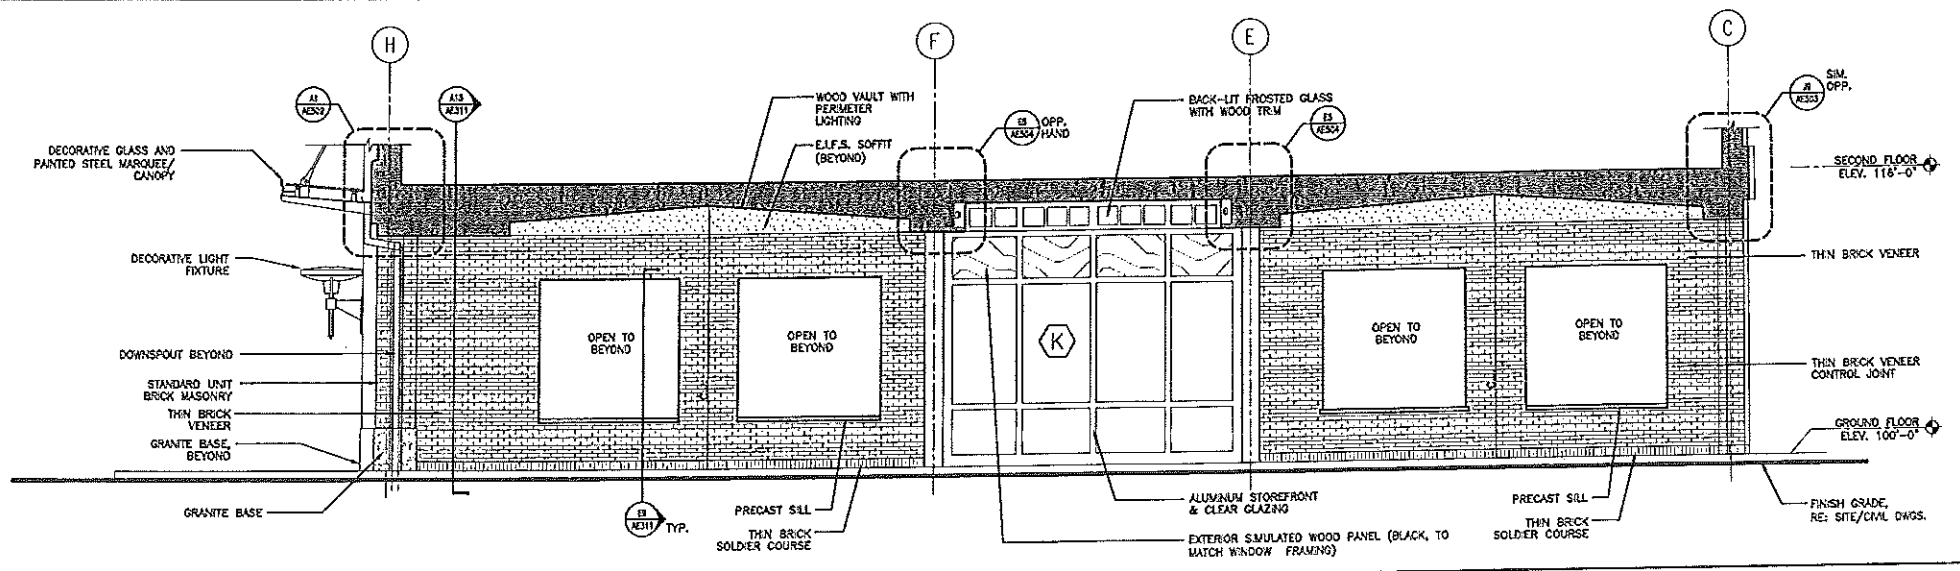 H
F
E
C
A1
AE502
A13
AE311
WOOD VAULT WITH
PERIMETER
LIGHTING
E.I.F.S. SOFFIT
(BEYOND)
E5
AE504
OPP.
HAND
BACK-LIT FROSTED GLASS
WITH WOOD TRIM
E5
AE504
AE503
SIM.
OPP.
DECORATIVE GLASS AND
PAINTED STEEL MARQUEE/
CANOPY
SECOND FLOOR
ELEV. 116'-0"
DECORATIVE LIGHT
FIXTURE
THIN BRICK VENEER
OPEN TO
BEYOND
OPEN TO
BEYOND
K
OPEN TO
BEYOND
OPEN TO
BEYOND
DOWNSPOUT BEYOND
STANDARD UNIT
BRICK MASONRY
THIN BRICK
VENEER
GRANITE BASE,
BEYOND
GRANITE BASE
THIN BRICK VENEER
CONTROL JOINT
GROUND FLOOR
ELEV. 100'-0"
AE311
TYP.
PRECAST SILL
THIN BRICK
SOLDIER COURSE
ALUMINUM STOREFRONT
& CLEAR GLAZING
EXTERIOR SIMULATED WOOD PANEL (BLACK, TO
MATCH WINDOW FRAMING)
PRECAST SILL
THIN BRICK
SOLDIER COURSE
FINISH GRADE,
RE: SITE/CIVIL DWGS.